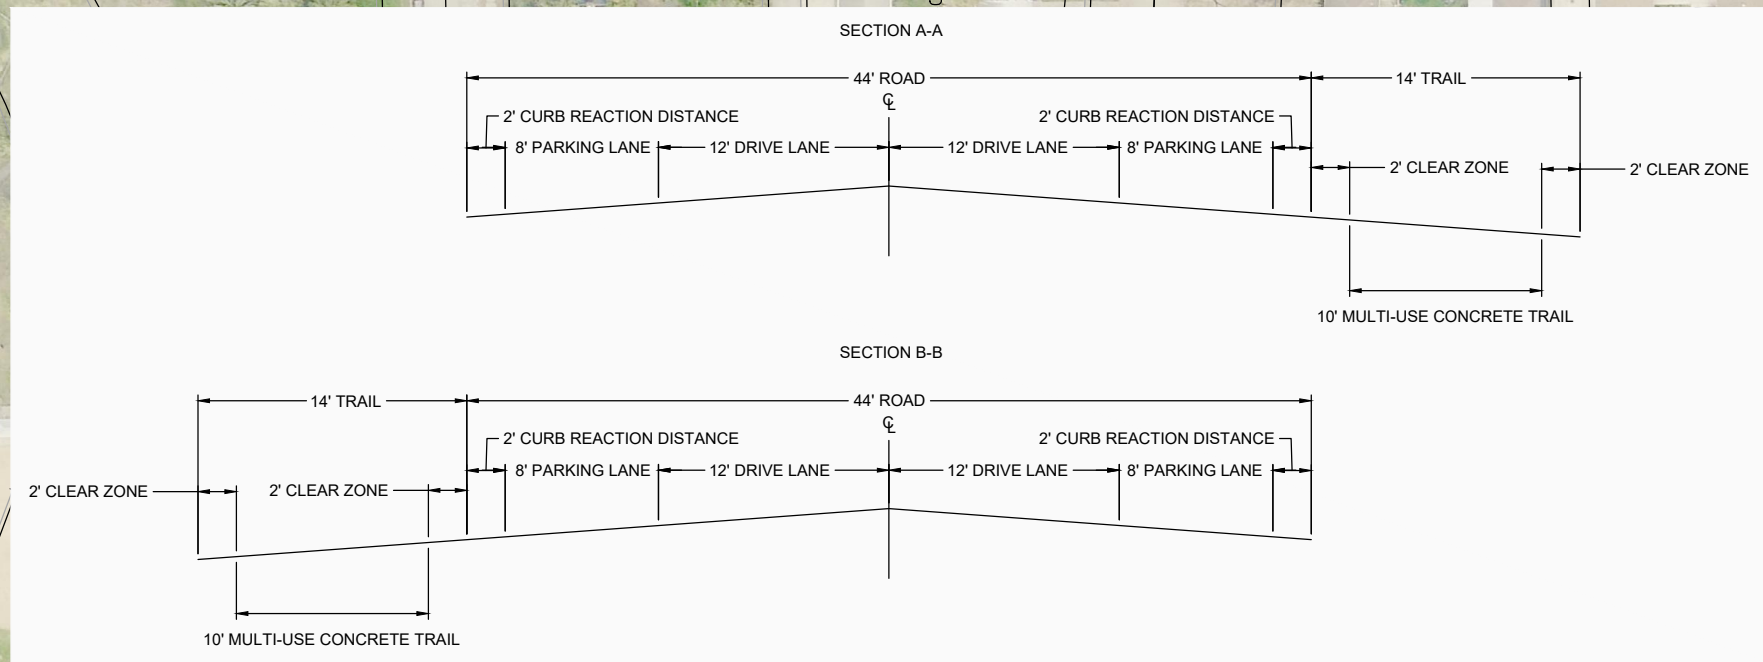 SECTION A-A
44' ROAD
14' TRAIL
℄
2' CURB REACTION DISTANCE
2' CURB REACTION DISTANCE
8' PARKING LANE
12' DRIVE LANE
12' DRIVE LANE
8' PARKING LANE
2' CLEAR ZONE
2' CLEAR ZONE
10' MULTI-USE CONCRETE TRAIL
SECTION B-B
14' TRAIL
44' ROAD
℄
2' CURB REACTION DISTANCE
2' CURB REACTION DISTANCE
8' PARKING LANE
12' DRIVE LANE
12' DRIVE LANE
8' PARKING LANE
2' CLEAR ZONE
2' CLEAR ZONE
10' MULTI-USE CONCRETE TRAIL